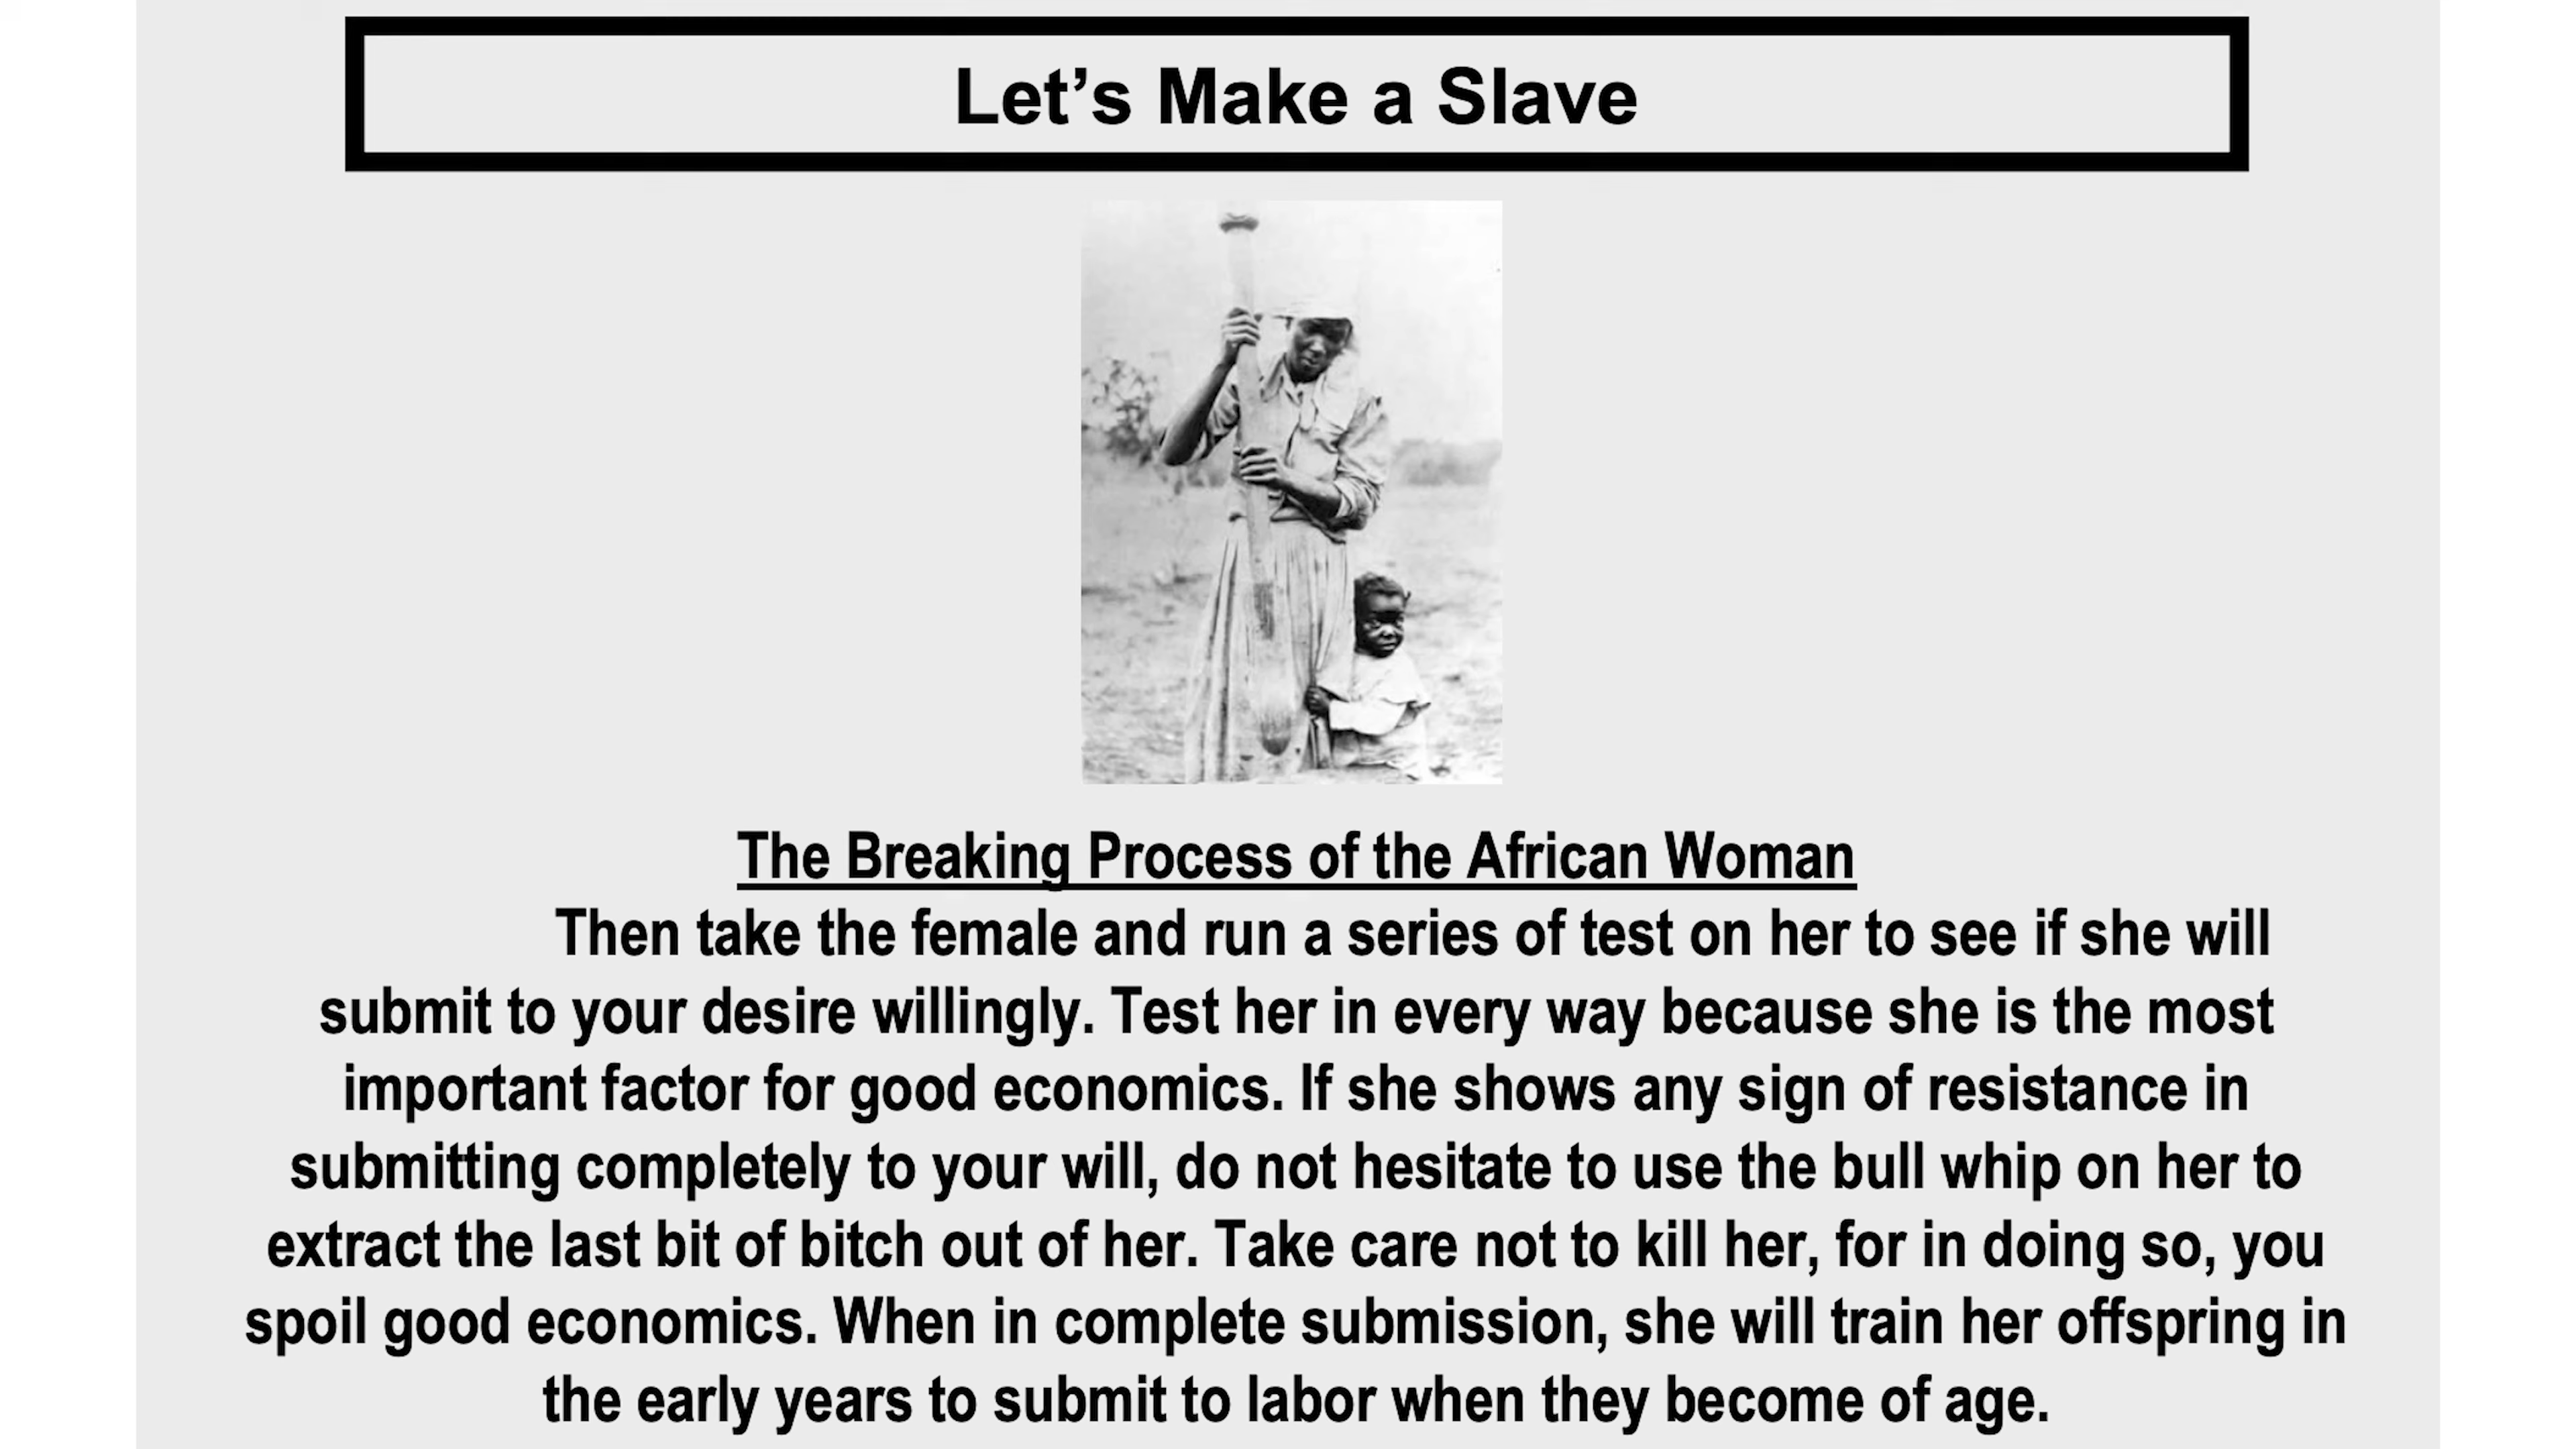 Let’s Make a Slave
The Breaking Process of the African Woman
Then take the female and run a series of test on her to see if she will
submit to your desire willingly. Test her in every way because she is the most
important factor for good economics. If she shows any sign of resistance in
submitting completely to your will, do not hesitate to use the bull whip on her to
extract the last bit of bitch out of her. Take care not to kill her, for in doing so, you
spoil good economics. When in complete submission, she will train her offspring in
the early years to submit to labor when they become of age.